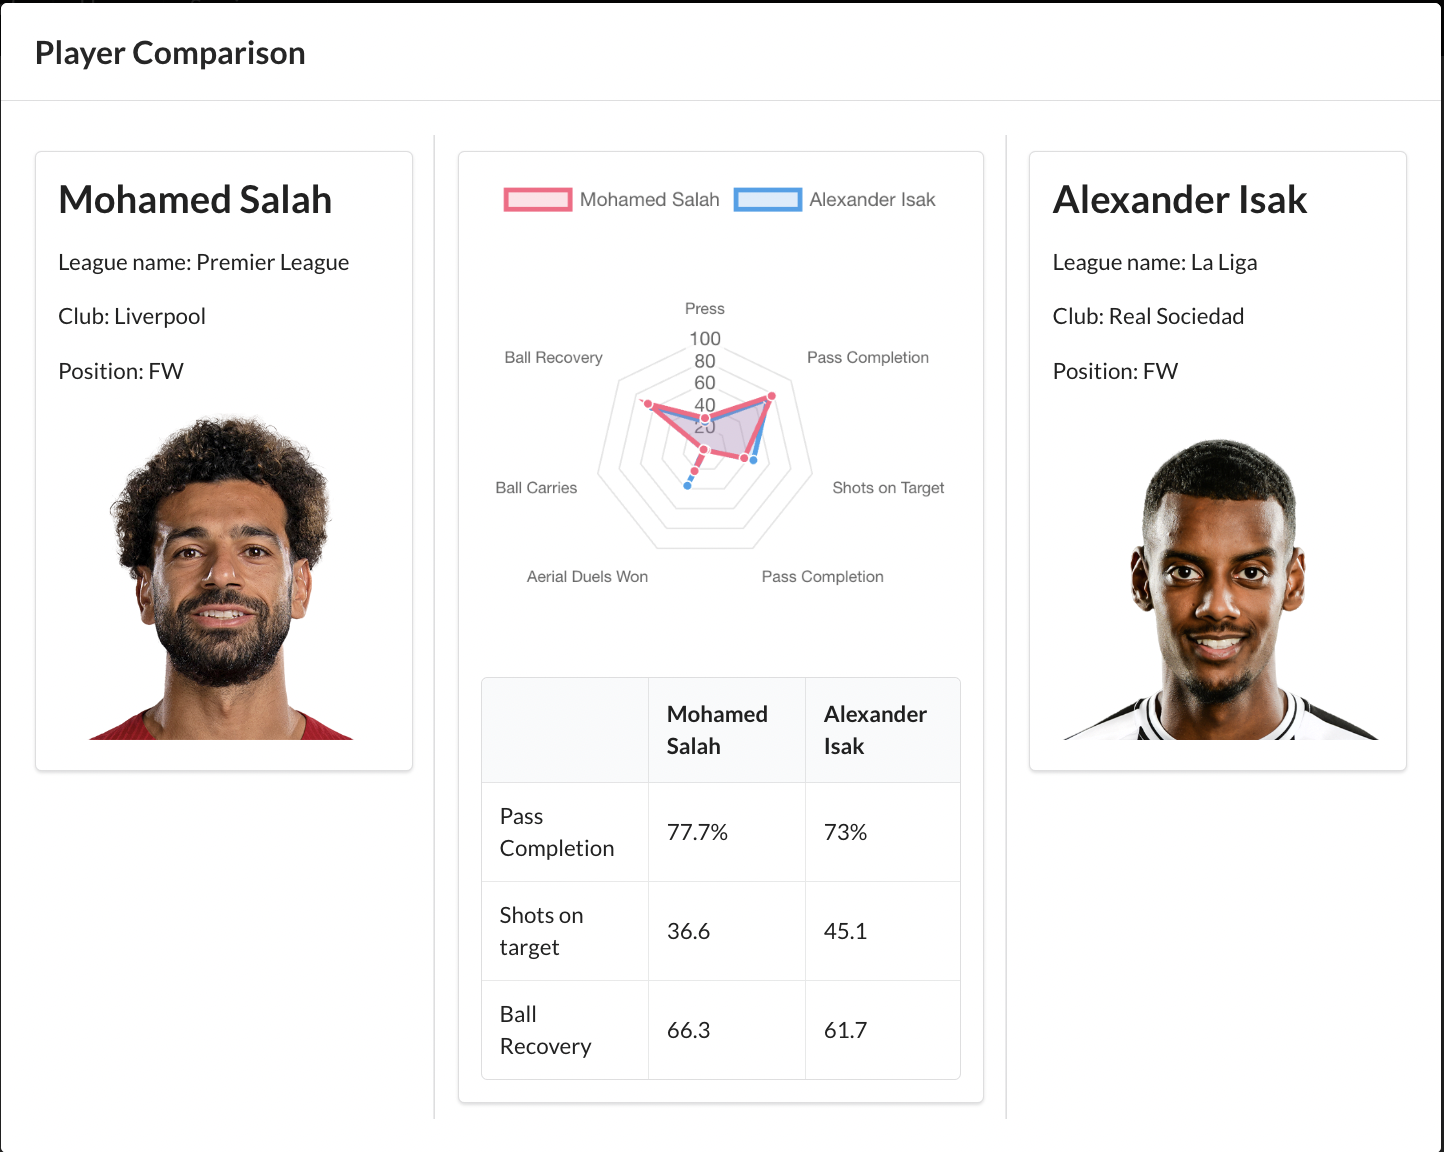 Player Comparison
Mohamed Salah
League name: Premier League
Club: Liverpool
Position: FW
Mohamed Salah
Alexander Isak
Press
Pass Completion
Shots on Target
Pass Completion
Aerial Duels Won
Ball Carries
Ball Recovery
100
80
60
40
20
Mohamed
Salah
Alexander
Isak
Pass
Completion
77.7%
73%
Shots on
target
36.6
45.1
Ball
Recovery
66.3
61.7
Alexander Isak
League name: La Liga
Club: Real Sociedad
Position: FW